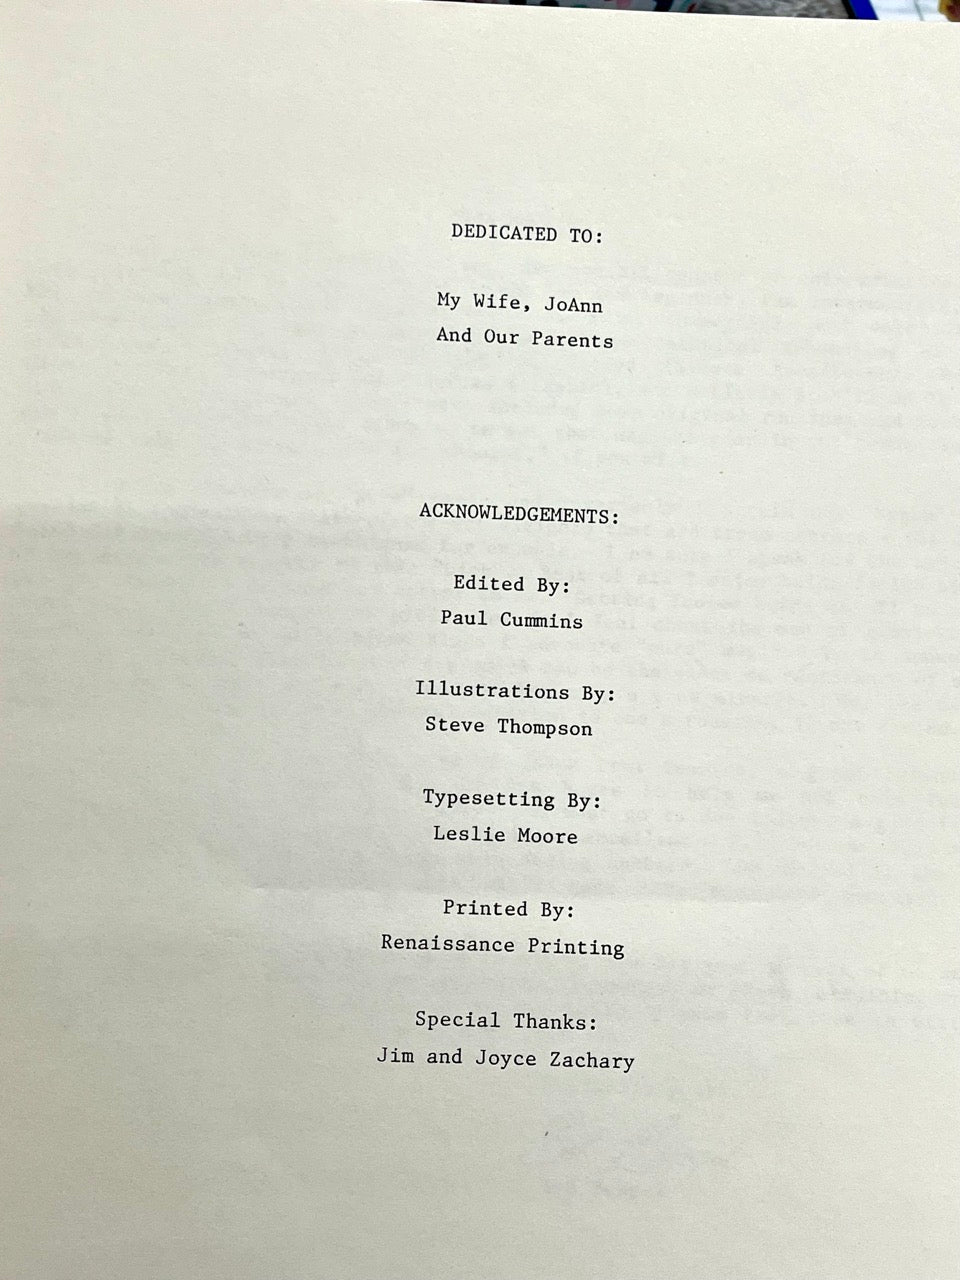 DEDICATED TO:
My Wife, JoAnn
And Our Parents
ACKNOWLEDGEMENTS:
Edited By:
Paul Cummins
Illustrations By:
Steve Thompson
Typesetting By:
Leslie Moore
Printed By:
Renaissance Printing
Special Thanks:
Jim and Joyce Zachary